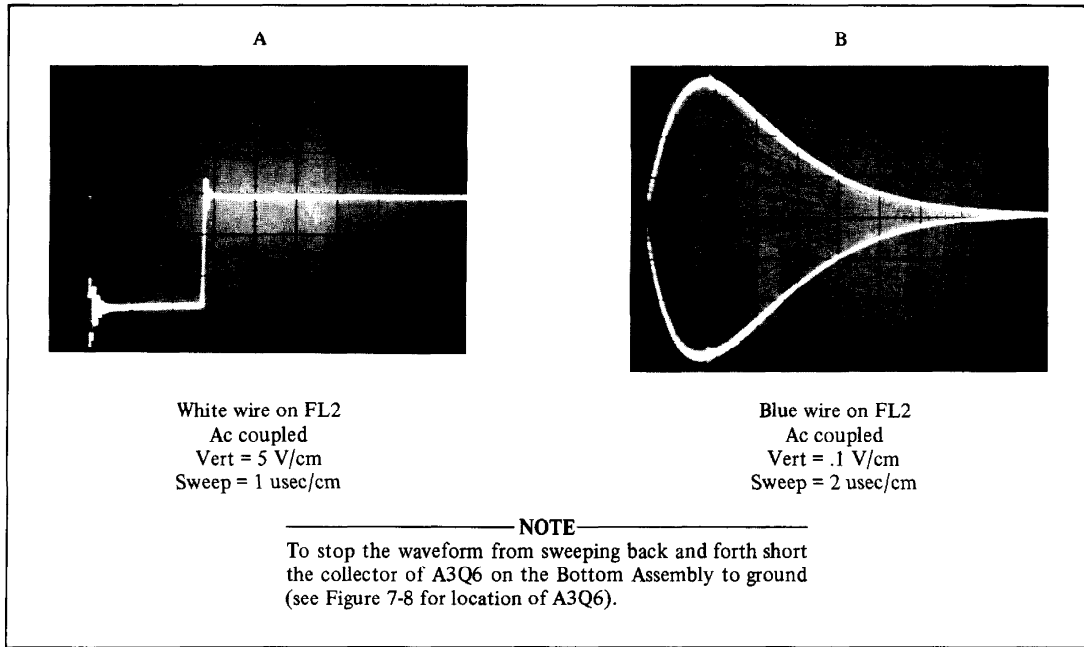 A
B
White wire on FL2
Ac coupled
Vert = 5 V/cm
Sweep = 1 usec/cm
Blue wire on FL2
Ac coupled
Vert = .1 V/cm
Sweep = 2 usec/cm
NOTE
To stop the waveform from sweeping back and forth short
the collector of A3Q6 on the Bottom Assembly to ground
(see Figure 7-8 for location of A3Q6).